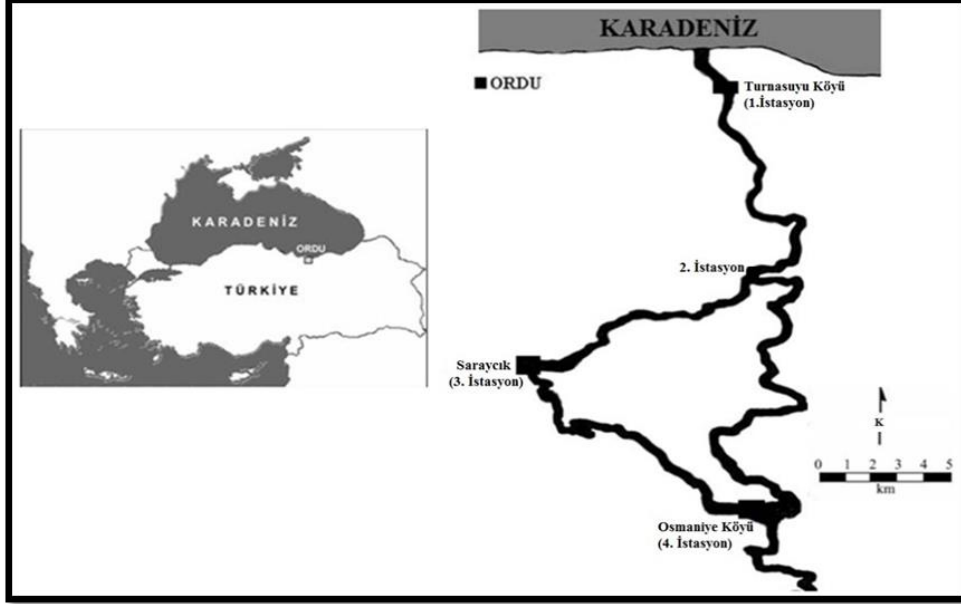 KARADENİZ
ORDU
Turnasuyu Köyü
(1.İstasyon)
KARADENİZ
ORDU
TÜRKİYE
2. İstasyon
Saraycık
(3. İstasyon)
K
0 1 2 3 4 5
km
Osmaniye Köyü
(4. İstasyon)